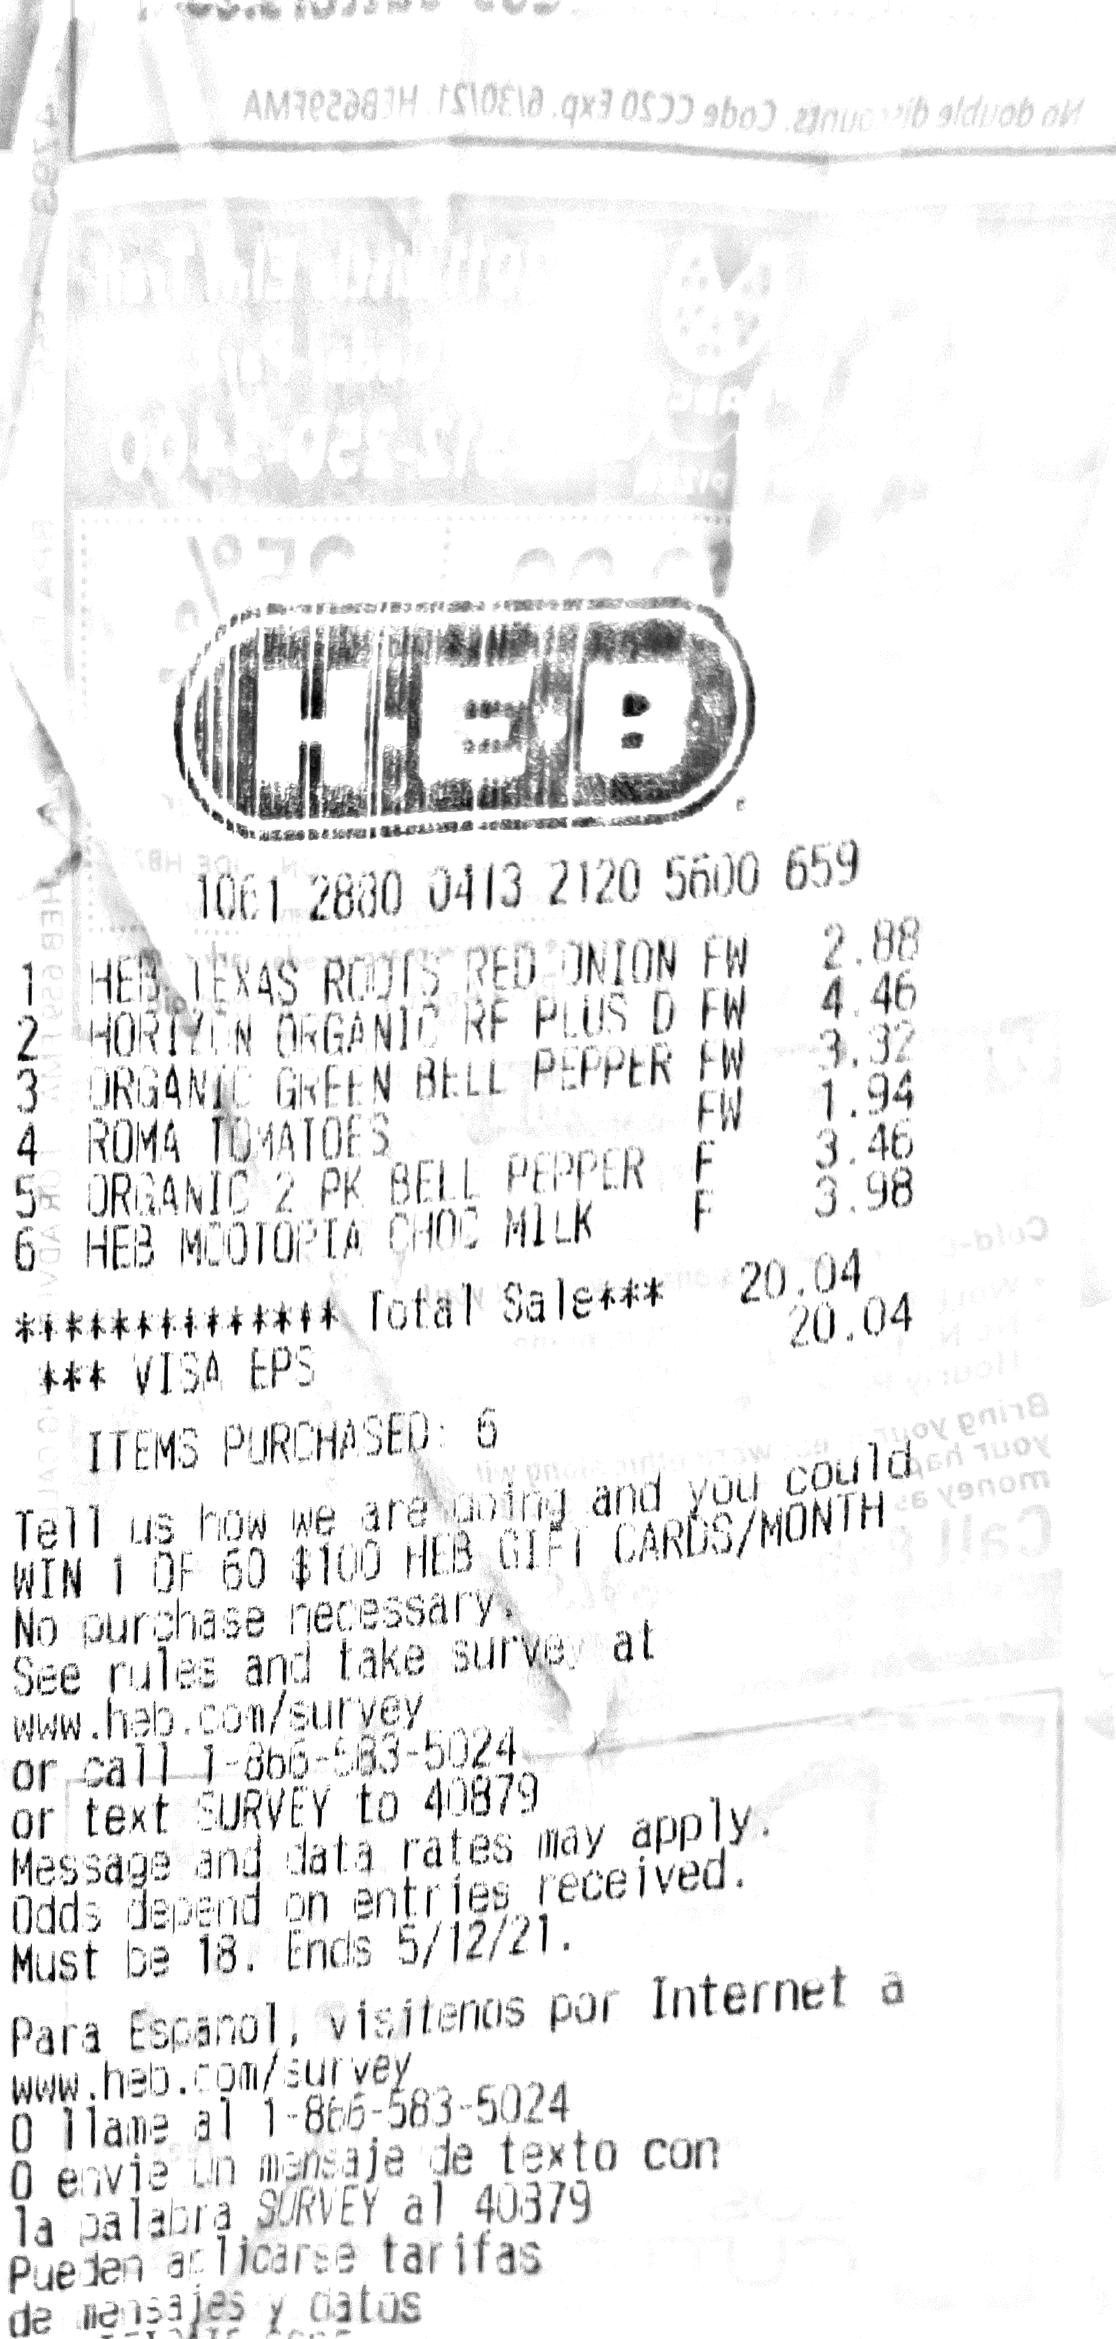 No double discounts. Code CC20 Exp. 6/30/21. HEB659FMA
H-E-B
1061 2880 0413 2120 5600 659
1 HEB TEXAS ROOTS RED ONION FW 2.88
2 HORIZON ORGANIC RF PLUS D FW 4.46
3 ORGANIC GREEN BELL PEPPER FW 3.32
4 ROMA TOMATOES FW 1.94
5 ORGANIC 2 PK BELL PEPPER F 3.46
6 HEB MOOTOPIA CHOC MILK F 3.98
************** Total Sale*** 20.04
*** VISA EPS 20.04
ITEMS PURCHASED: 6
Tell us how we are doing and you could
WIN 1 OF 60 $100 HEB GIFT CARDS/MONTH
No purchase necessary.
See rules and take survey at
www.heb.com/survey
or call 1-866-583-5024
or text SURVEY to 40879
Message and data rates may apply.
Odds depend on entries received.
Must be 18. Ends 5/12/21.
Para Espanol, visitenos por Internet a
www.heb.com/survey
O llame al 1-866-583-5024
O envie un mensaje de texto con
la palabra SURVEY al 40879
Pueden aplicarse tarifas
de mensajes y datos